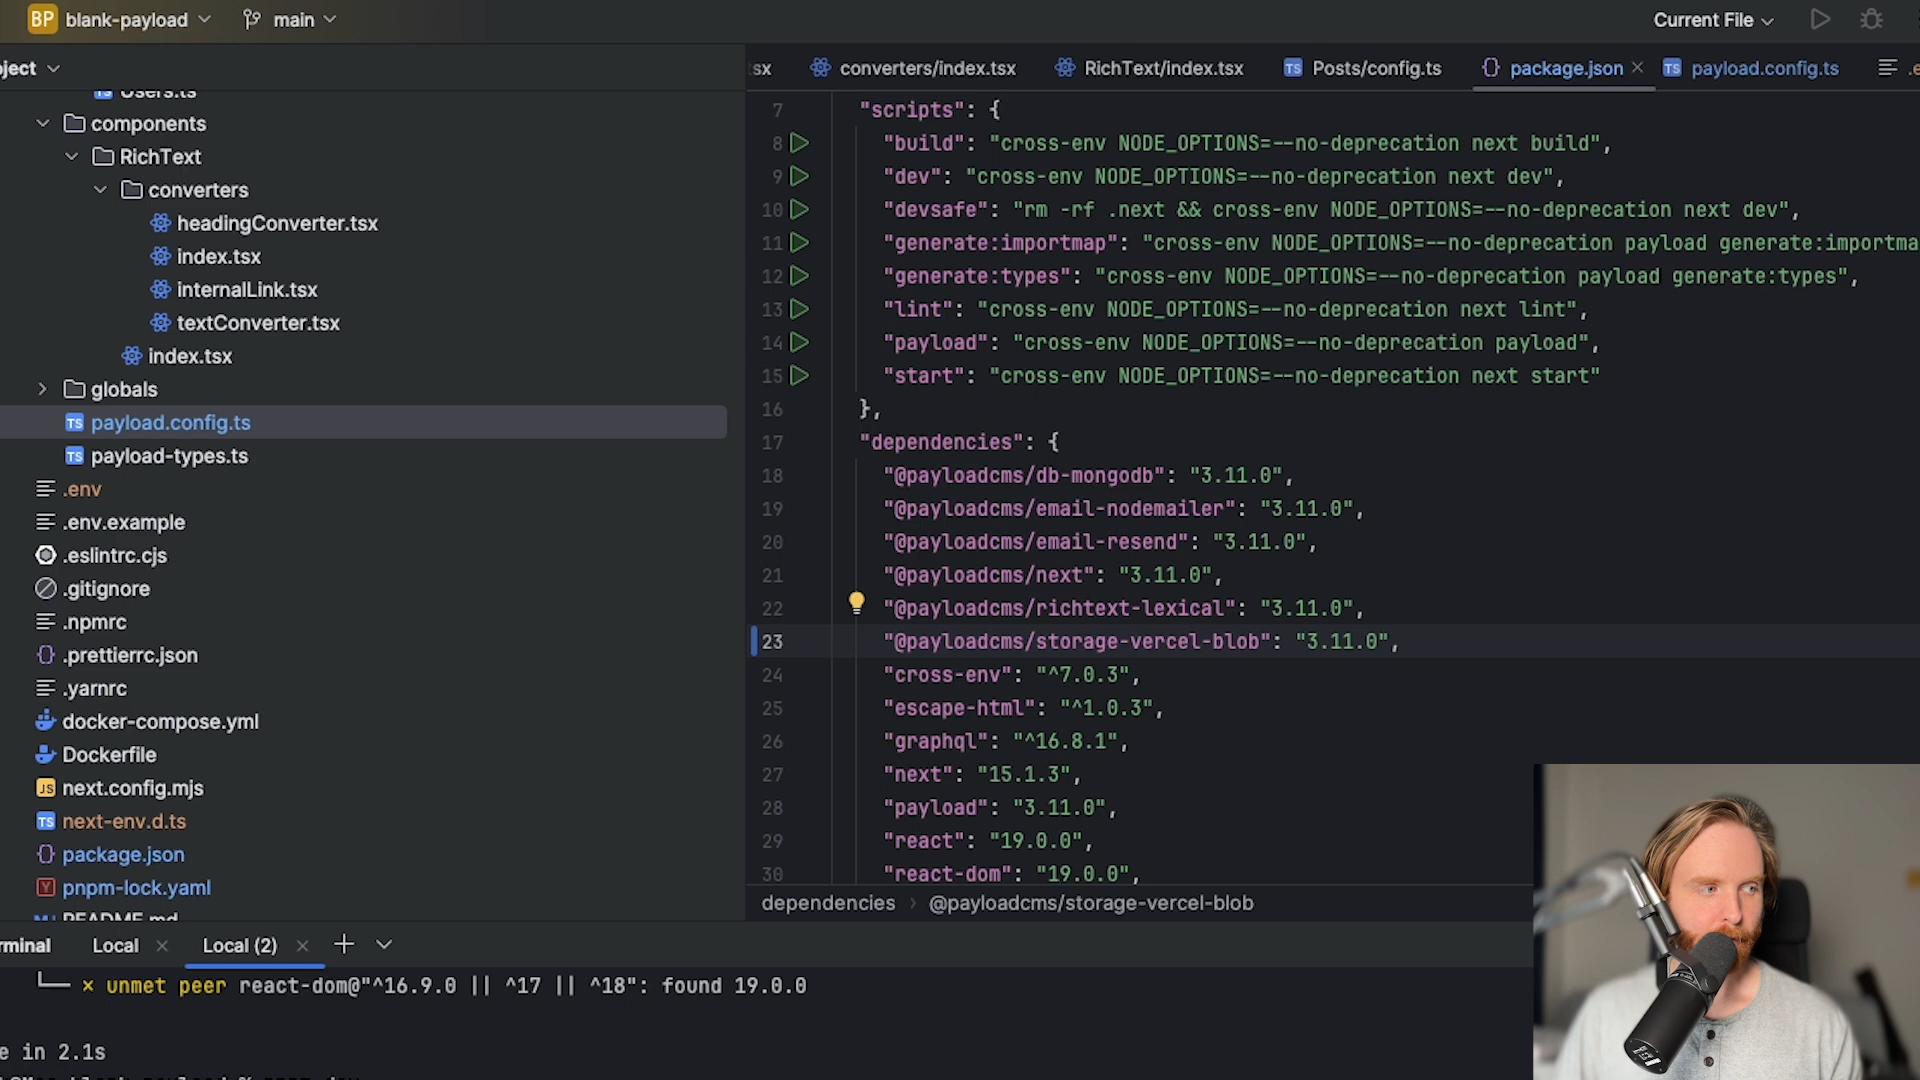 BP blank-payload
main
Current File
ject
tsx
converters/index.tsx
RichText/index.tsx
TS Posts/config.ts
{} package.json
TS payload.config.ts
.e
TS Users.ts
components
RichText
converters
headingConverter.tsx
index.tsx
internalLink.tsx
textConverter.tsx
index.tsx
globals
TS payload.config.ts
TS payload-types.ts
.env
.env.example
.eslintrc.cjs
.gitignore
.npmrc
{} .prettierrc.json
.yarnrc
docker-compose.yml
Dockerfile
JS next.config.mjs
TS next-env.d.ts
{} package.json
Y pnpm-lock.yaml
README.md
7 "scripts": {
8 "build": "cross-env NODE_OPTIONS=--no-deprecation next build",
9 "dev": "cross-env NODE_OPTIONS=--no-deprecation next dev",
10 "devsafe": "rm -rf .next && cross-env NODE_OPTIONS=--no-deprecation next dev",
11 "generate:importmap": "cross-env NODE_OPTIONS=--no-deprecation payload generate:importma
12 "generate:types": "cross-env NODE_OPTIONS=--no-deprecation payload generate:types",
13 "lint": "cross-env NODE_OPTIONS=--no-deprecation next lint",
14 "payload": "cross-env NODE_OPTIONS=--no-deprecation payload",
15 "start": "cross-env NODE_OPTIONS=--no-deprecation next start"
16 },
17 "dependencies": {
18 "@payloadcms/db-mongodb": "3.11.0",
19 "@payloadcms/email-nodemailer": "3.11.0",
20 "@payloadcms/email-resend": "3.11.0",
21 "@payloadcms/next": "3.11.0",
22 "@payloadcms/richtext-lexical": "3.11.0",
23 "@payloadcms/storage-vercel-blob": "3.11.0",
24 "cross-env": "^7.0.3",
25 "escape-html": "^1.0.3",
26 "graphql": "^16.8.1",
27 "next": "15.1.3",
28 "payload": "3.11.0",
29 "react": "19.0.0",
30 "react-dom": "19.0.0",
dependencies › @payloadcms/storage-vercel-blob
rminal
Local
Local (2)
└── × unmet peer react-dom@"^16.9.0 || ^17 || ^18": found 19.0.0
e in 2.1s